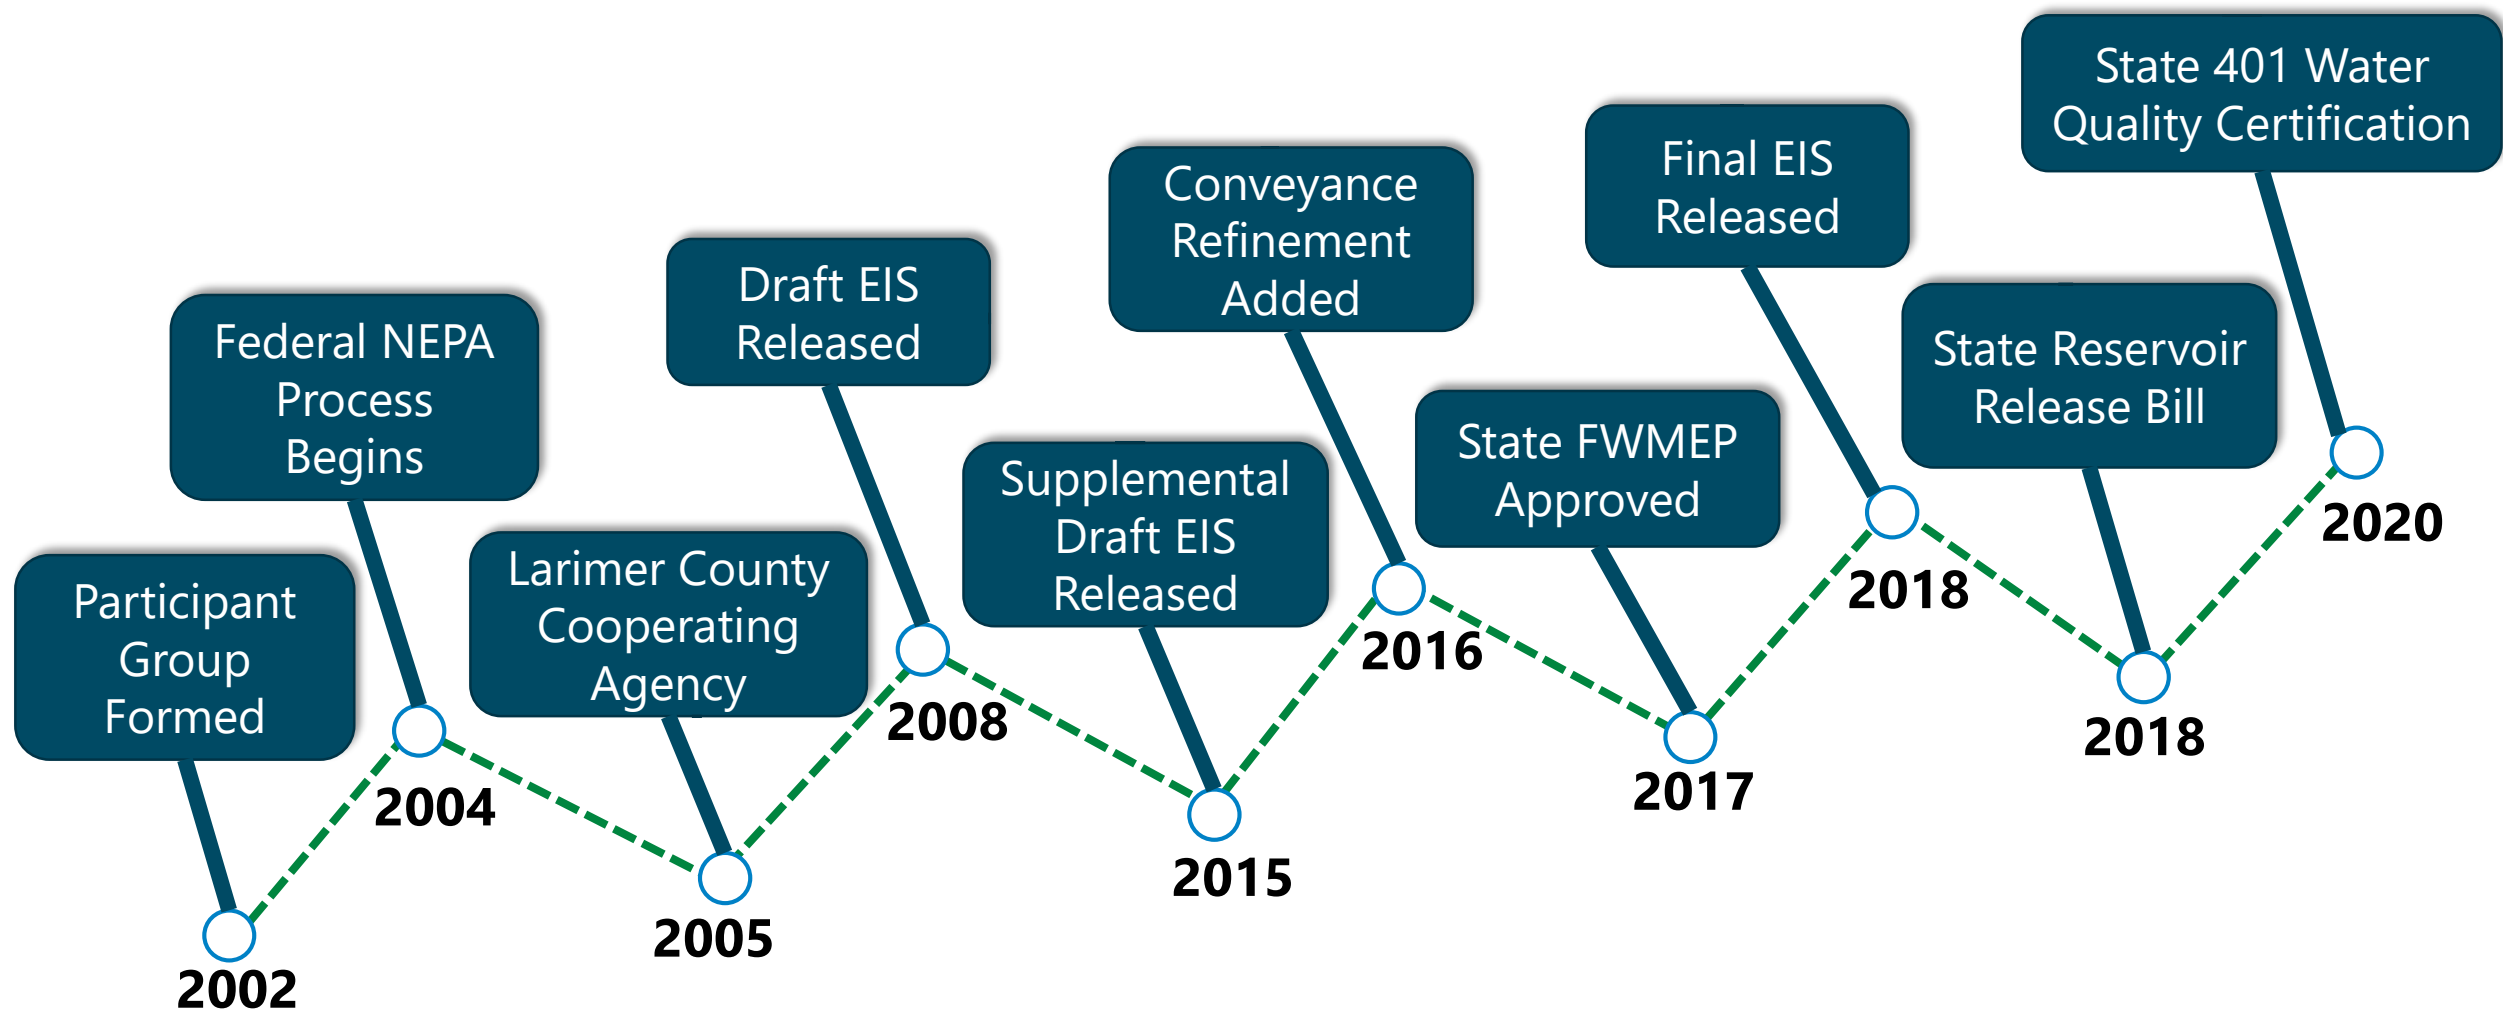 Participant
Group
Formed
2002
Federal NEPA
Process
Begins
2004
Larimer County
Cooperating
Agency
2005
Draft EIS
Released
2008
Supplemental
Draft EIS
Released
2015
Conveyance
Refinement
Added
2016
State FWMEP
Approved
2017
Final EIS
Released
2018
State Reservoir
Release Bill
2018
State 401 Water
Quality Certification
2020